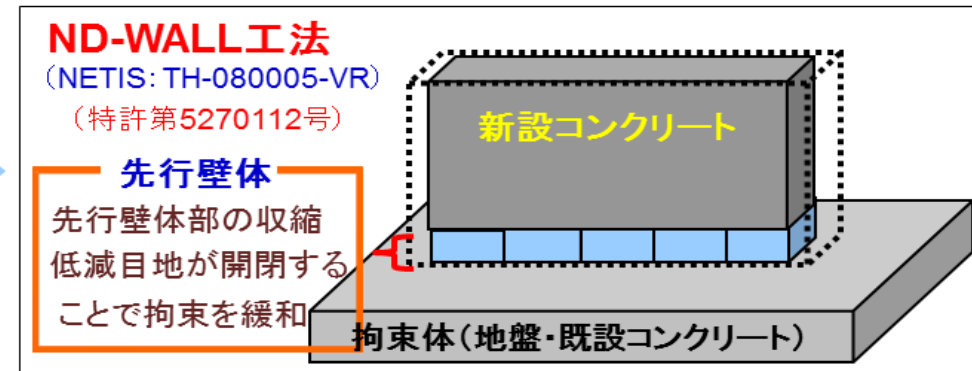 ND-WALL工法
（NETIS: TH-080005-VR）
（特許第5270112号）
新設コンクリート
先行壁体
先行壁体部の収縮
低減目地が開閉する
ことで拘束を緩和
拘束体（地盤・既設コンクリート）